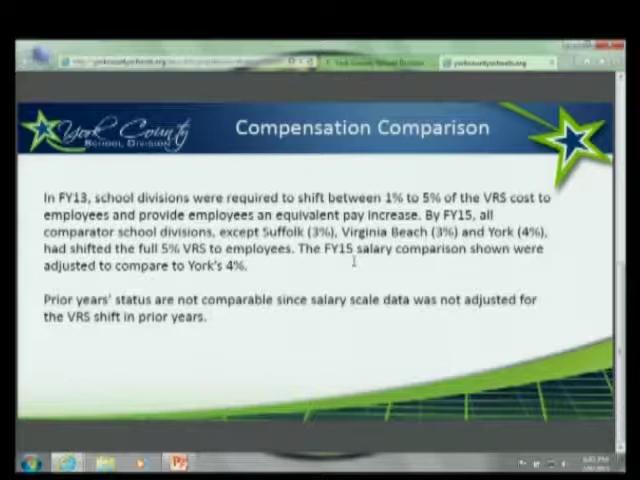 York County
SCHOOL DIVISION
Compensation Comparison
In FY13, school divisions were required to shift between 1% to 5% of the VRS cost to
employees and provide employees an equivalent pay increase. By FY15, all
comparator school divisions, except Suffolk (3%), Virginia Beach (3%) and York (4%),
had shifted the full 5% VRS to employees. The FY15 salary comparison shown were
adjusted to compare to York's 4%.
Prior years' status are not comparable since salary scale data was not adjusted for
the VRS shift in prior years.